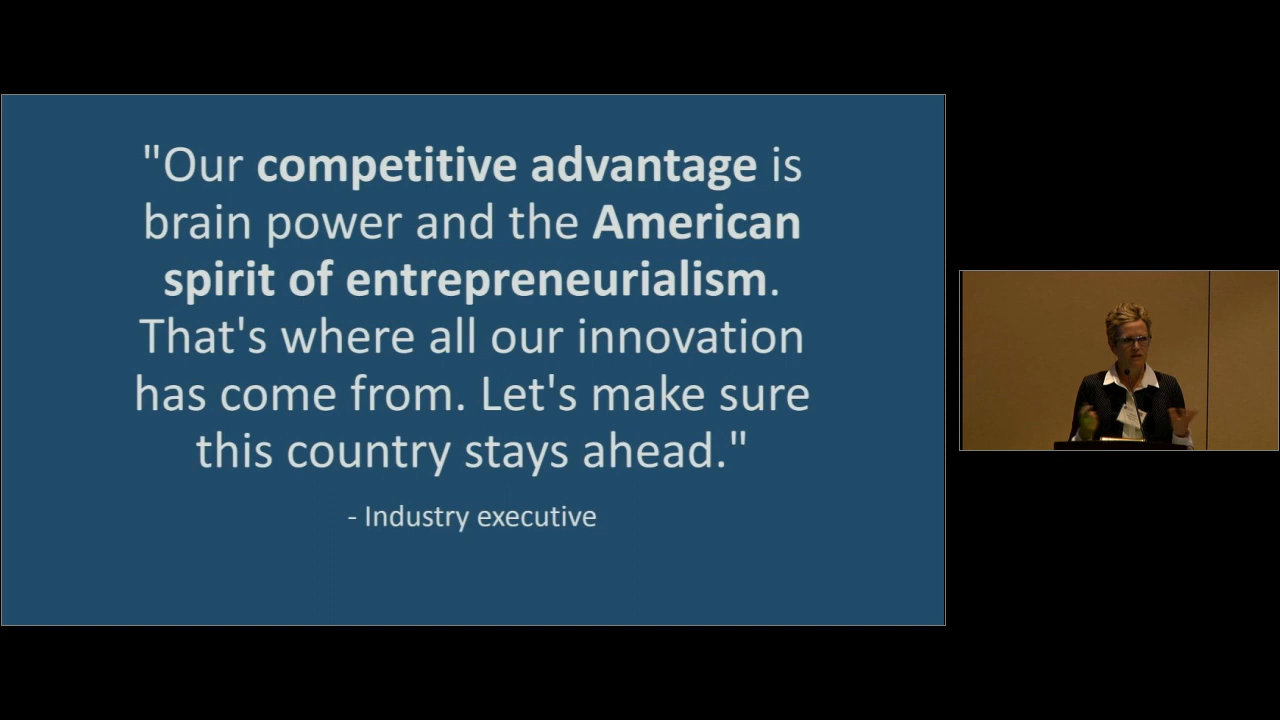 "Our competitive advantage is
brain power and the American
spirit of entrepreneurialism.
That's where all our innovation
has come from. Let's make sure
this country stays ahead."
- Industry executive